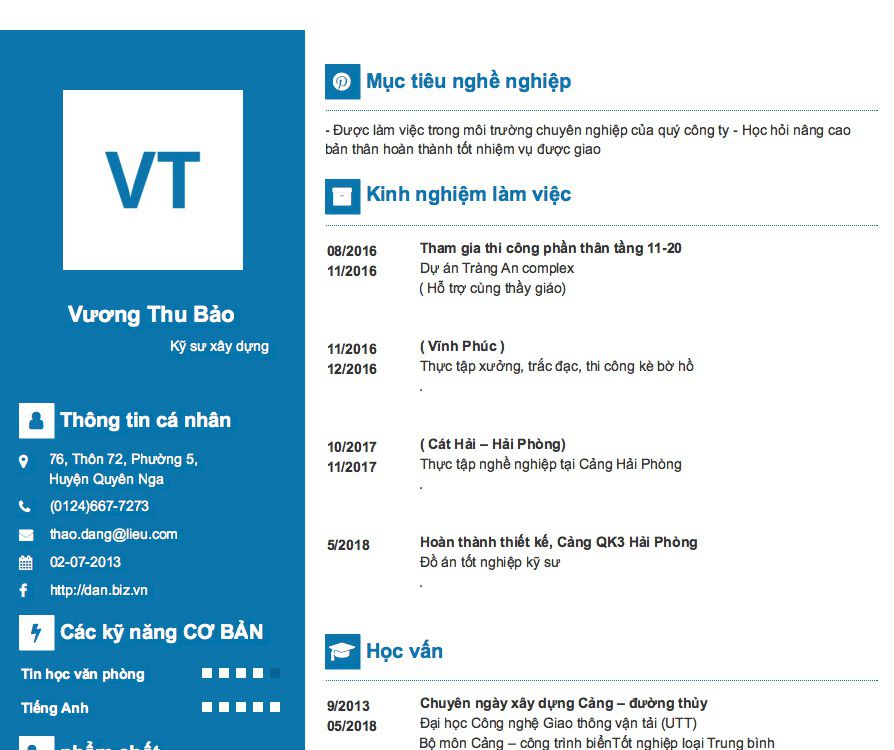 VT
Vương Thu Bảo
Kỹ sư xây dựng
Thông tin cá nhân
76, Thôn 72, Phường 5,
Huyện Quyên Nga
(0124)667-7273
thao.dang@lieu.com
02-07-2013
http://dan.biz.vn
Các kỹ năng CƠ BẢN
Tin học văn phòng
Tiếng Anh
phẩm chất
Mục tiêu nghề nghiệp
- Được làm việc trong môi trường chuyên nghiệp của quý công ty - Học hỏi nâng cao
bản thân hoàn thành tốt nhiệm vụ được giao
Kinh nghiệm làm việc
08/2016 Tham gia thi công phần thân tầng 11-20
11/2016 Dự án Tràng An complex
( Hỗ trợ cùng thầy giáo)
11/2016 ( Vĩnh Phúc )
12/2016 Thực tập xưởng, trắc đạc, thi công kè bờ hồ
.
10/2017 ( Cát Hải – Hải Phòng)
11/2017 Thực tập nghề nghiệp tại Cảng Hải Phòng
.
5/2018 Hoàn thành thiết kế, Cảng QK3 Hải Phòng
Đồ án tốt nghiệp kỹ sư
.
Học vấn
9/2013 Chuyên ngày xây dựng Cảng – đường thủy
05/2018 Đại học Công nghệ Giao thông vận tải (UTT)
Bộ môn Cảng – công trình biểnTốt nghiệp loại Trung bình